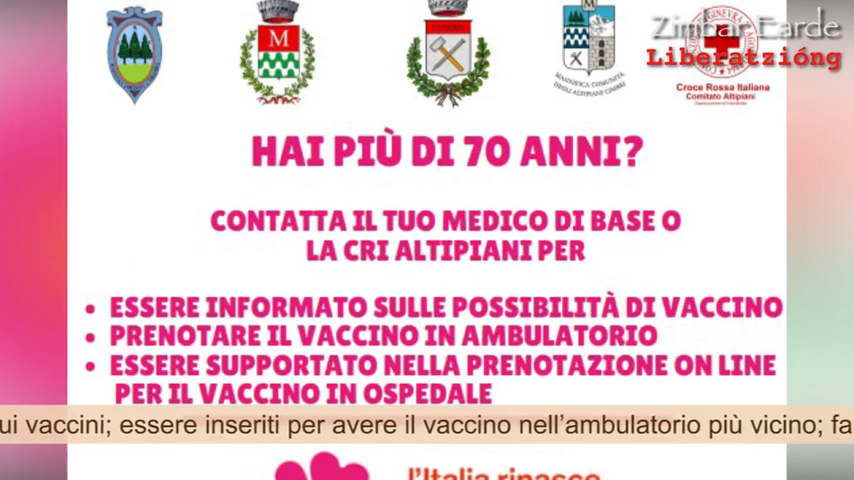 Zimbar Earde
Liberatzióng
M
M
MAGNIFICA COMUNITÀ
DEGLI ALTIPIANI CIMBRI
Croce Rossa Italiana
Comitato Altipiani
HAI PIÙ DI 70 ANNI?
CONTATTA IL TUO MEDICO DI BASE O
LA CRI ALTIPIANI PER
• ESSERE INFORMATO SULLE POSSIBILITÀ DI VACCINO
• PRENOTARE IL VACCINO IN AMBULATORIO
• ESSERE SUPPORTATO NELLA PRENOTAZIONE ON LINE
PER IL VACCINO IN OSPEDALE
ui vaccini; essere inseriti per avere il vaccino nell’ambulatorio più vicino; fa
l'Italia rinasce